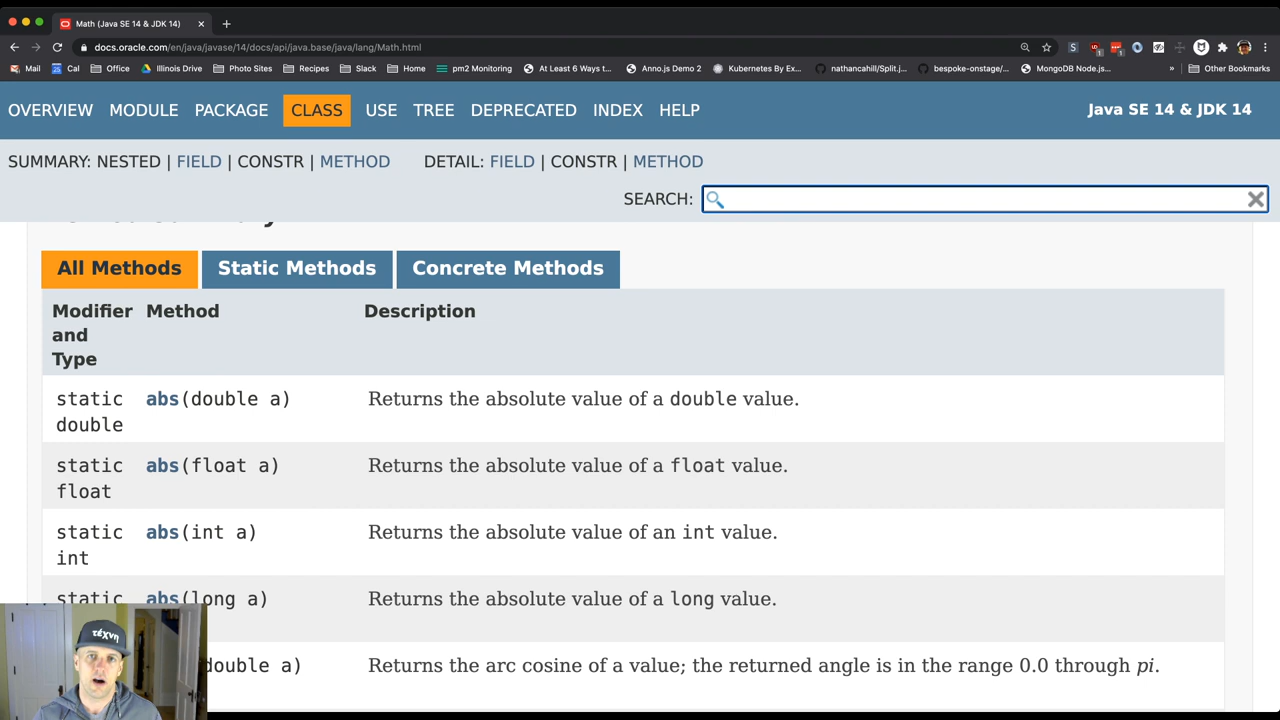 Math (Java SE 14 & JDK 14)
docs.oracle.com/en/java/javase/14/docs/api/java.base/java/lang/Math.html
Mail Cal Office Illinois Drive Photo Sites Recipes Slack Home pm2 Monitoring At Least 6 Ways t... Anno.js Demo 2 Kubernetes By Ex... nathancahill/Split.j... bespoke-onstage/... MongoDB Node.js... » Other Bookmarks
OVERVIEW MODULE PACKAGE CLASS USE TREE DEPRECATED INDEX HELP Java SE 14 & JDK 14
SUMMARY: NESTED | FIELD | CONSTR | METHOD DETAIL: FIELD | CONSTR | METHOD
SEARCH:
All Methods Static Methods Concrete Methods
Modifier and Type Method Description
static double abs(double a) Returns the absolute value of a double value.
static float abs(float a) Returns the absolute value of a float value.
static int abs(int a) Returns the absolute value of an int value.
static abs(long a) Returns the absolute value of a long value.
double a) Returns the arc cosine of a value; the returned angle is in the range 0.0 through pi.
τέχνη